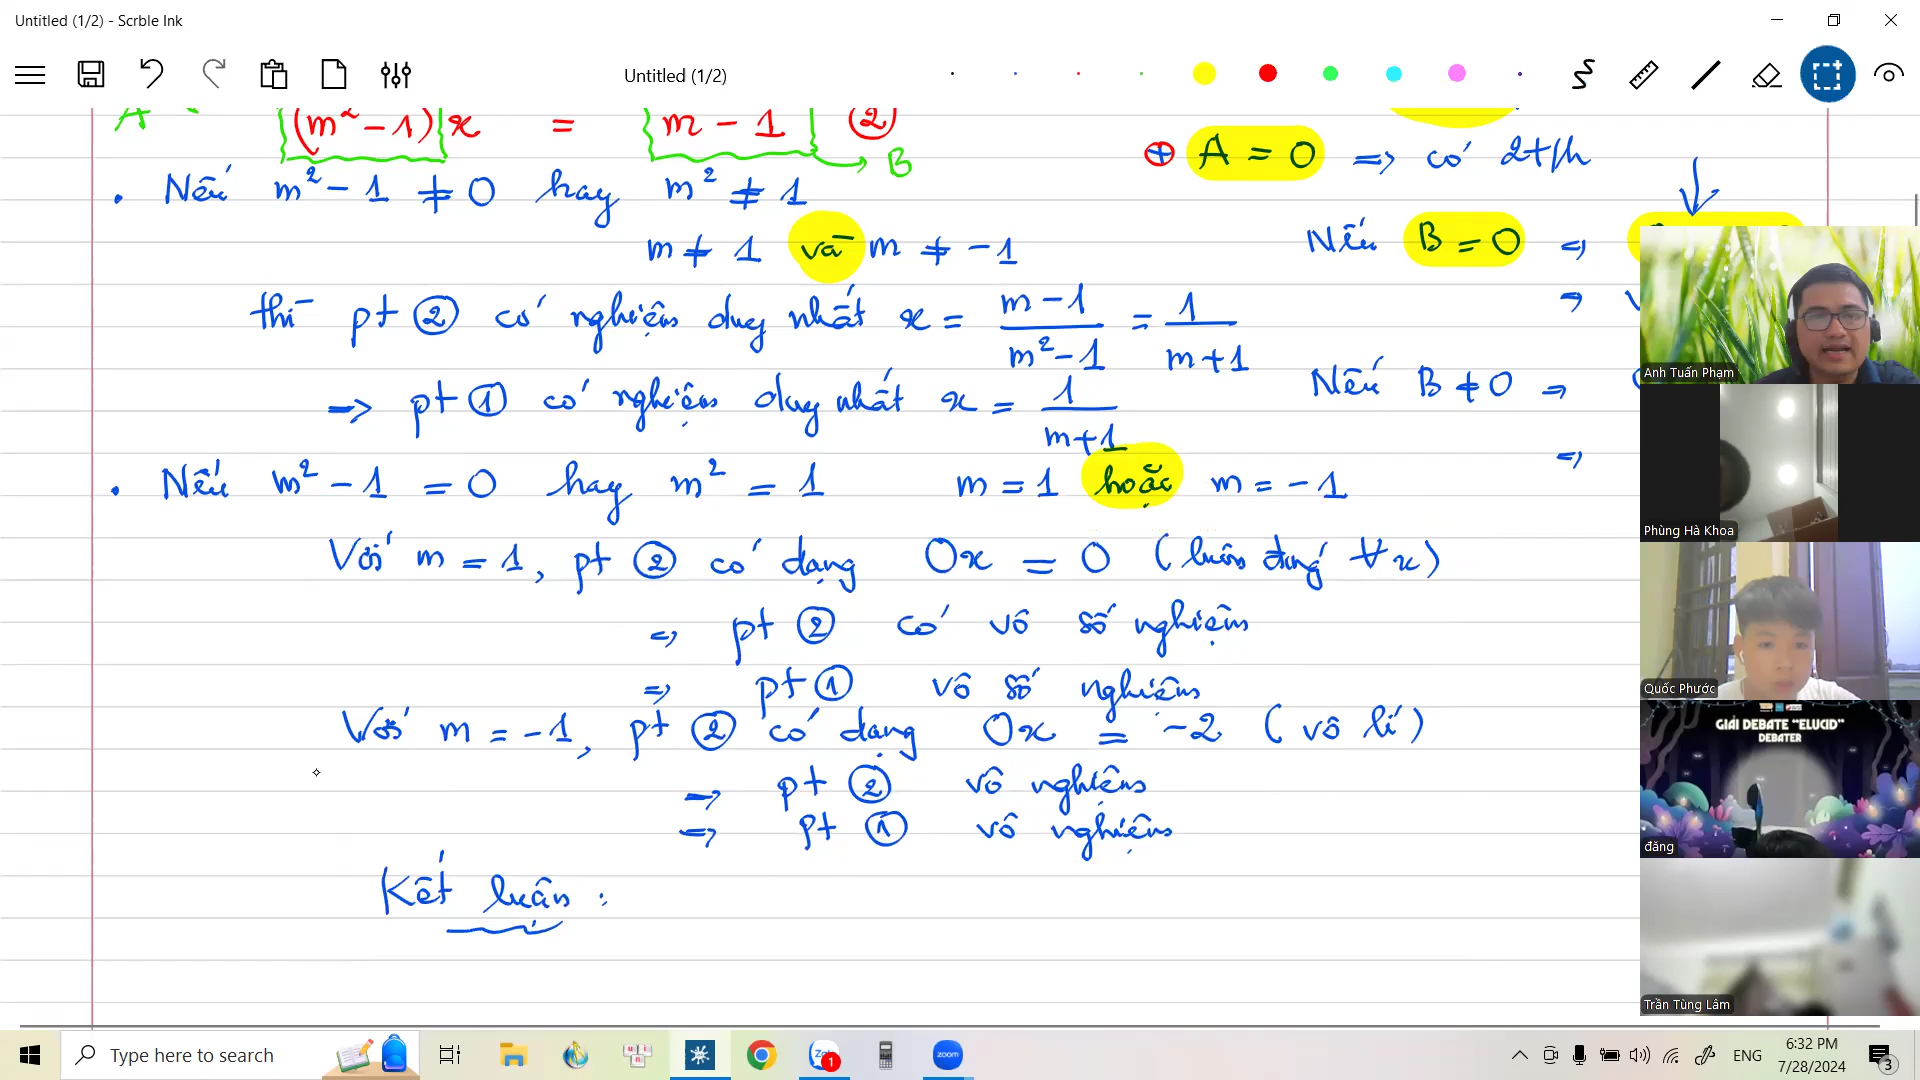 Untitled (1/2) - Scrble Ink
Untitled (1/2)
A
(m² - 1) x = m - 1 (2)
B
• Nếu m² - 1 ≠ 0 hay m² ≠ 1
m ≠ 1 và m ≠ -1
thì pt (2) có nghiệm duy nhất x = (m - 1)/(m² - 1) = 1/(m + 1)
→ pt (1) có nghiệm duy nhất x = 1/(m + 1)
• Nếu m² - 1 = 0 hay m² = 1 m = 1 hoặc m = -1
Với m = 1, pt (2) có dạng 0x = 0 (luôn đúng ∀x)
⇒ pt (2) có vô số nghiệm
⇒ pt (1) vô số nghiệm
Với m = -1, pt (2) có dạng 0x = -2 (vô lí)
⇒ pt (2) vô nghiệm
⇒ pt (1) vô nghiệm
Kết luận :
⊕ A = 0 ⇒ có 2 t/h
Nếu B = 0 ⇒
⇒
Nếu B ≠ 0 ⇒
⇒
Anh Tuấn Phạm
Phùng Hà Khoa
Quốc Phước
GIẢI DEBATE "ELUCID"
DEBATER
đăng
Trần Tùng Lâm
Type here to search
Za
1
zoom
ENG
6:32 PM
7/28/2024
3